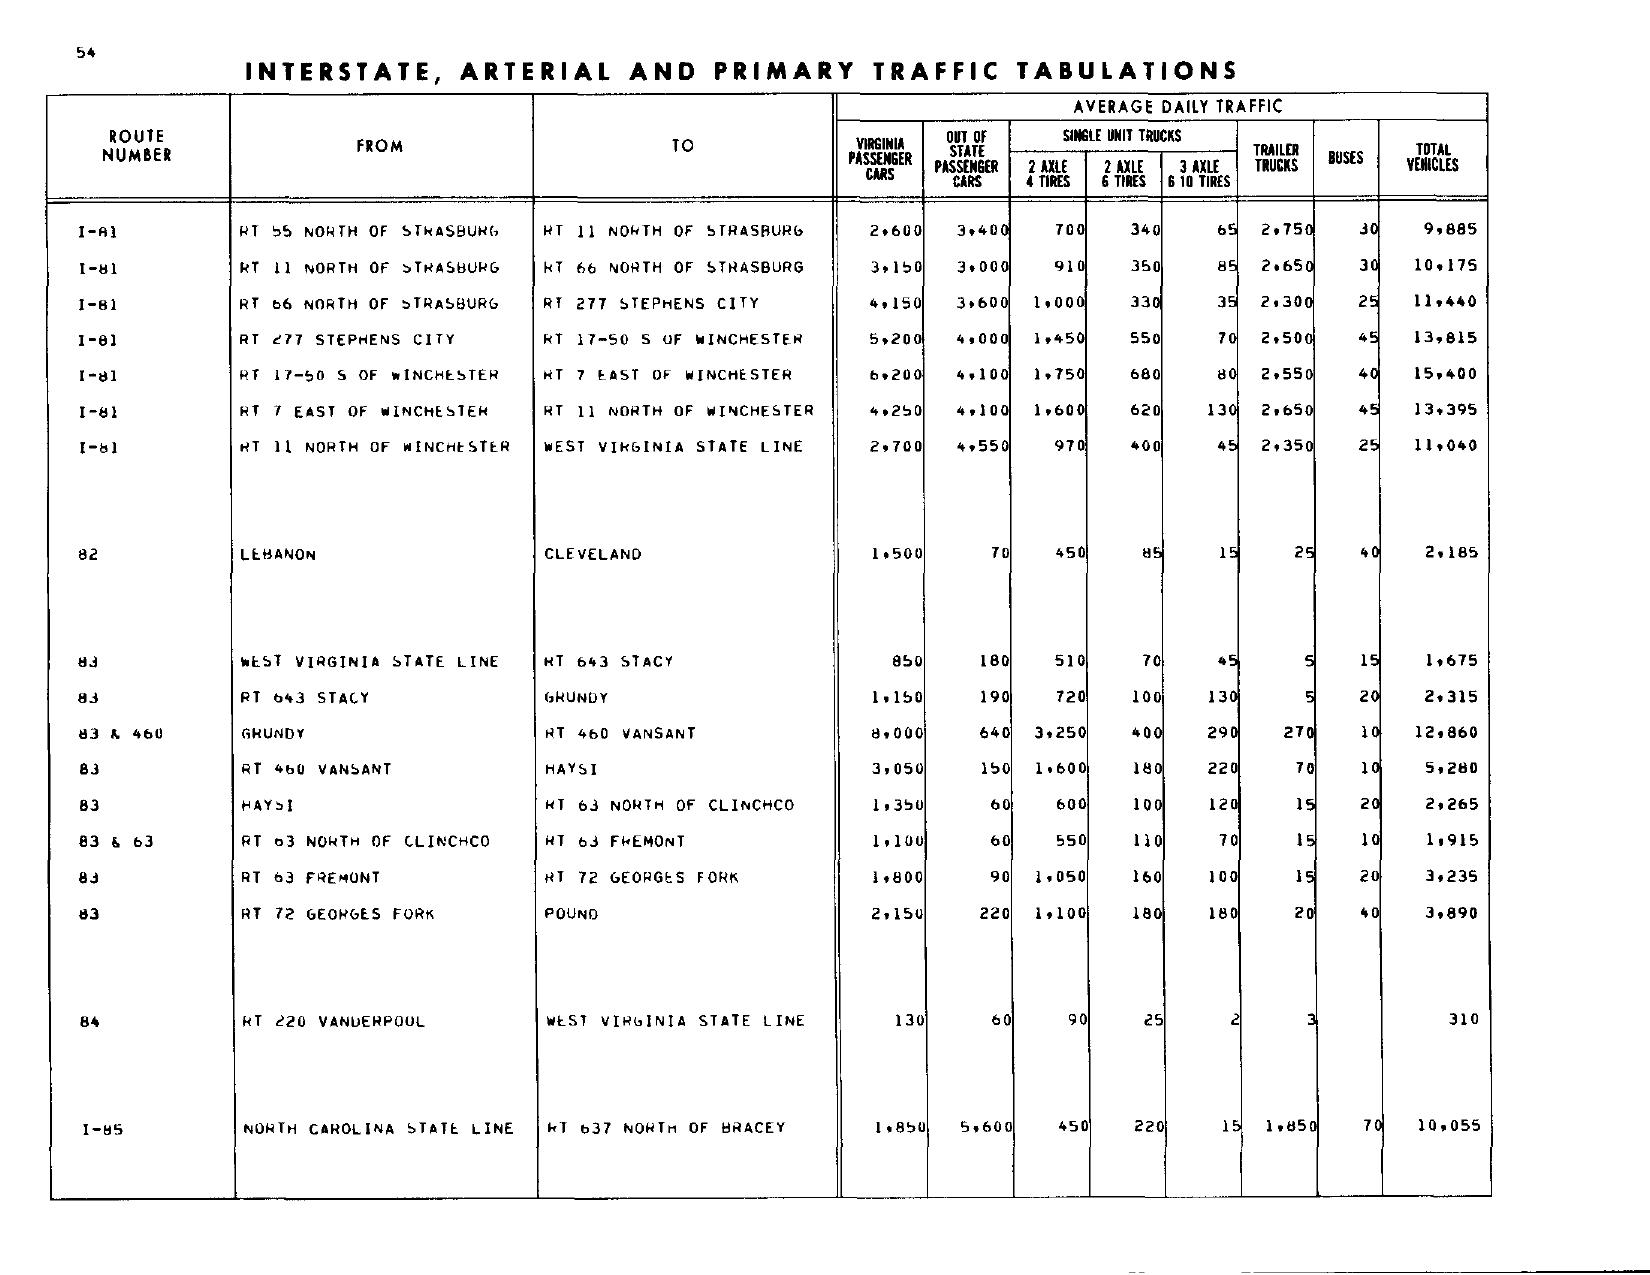 54
INTERSTATE, ARTERIAL AND PRIMARY TRAFFIC TABULATIONS
AVERAGE DAILY TRAFFIC
ROUTE NUMBER FROM TO VIRGINIA PASSENGER CARS OUT OF STATE PASSENGER CARS SINGLE UNIT TRUCKS 2 AXLE 4 TIRES 2 AXLE 6 TIRES 3 AXLE 6 10 TIRES TRAILER TRUCKS BUSES TOTAL VEHICLES
I-81 RT 55 NORTH OF STRASBURG RT 11 NORTH OF STRASBURG 2,600 3,400 700 340 65 2,750 30 9,885
I-81 RT 11 NORTH OF STRASBURG RT 66 NORTH OF STRASBURG 3,150 3,000 910 350 85 2,650 30 10,175
I-81 RT 66 NORTH OF STRASBURG RT 277 STEPHENS CITY 4,150 3,600 1,000 330 35 2,300 25 11,440
I-81 RT 277 STEPHENS CITY RT 17-50 S OF WINCHESTER 5,200 4,000 1,450 550 70 2,500 45 13,815
I-81 RT 17-50 S OF WINCHESTER RT 7 EAST OF WINCHESTER 6,200 4,100 1,750 680 80 2,550 40 15,400
I-81 RT 7 EAST OF WINCHESTER RT 11 NORTH OF WINCHESTER 4,250 4,100 1,600 620 130 2,650 45 13,395
I-81 RT 11 NORTH OF WINCHESTER WEST VIRGINIA STATE LINE 2,700 4,550 970 400 45 2,350 25 11,040
82 LEBANON CLEVELAND 1,500 70 450 85 15 25 40 2,185
83 WEST VIRGINIA STATE LINE RT 643 STACY 850 180 510 70 45 5 15 1,675
83 RT 643 STACY GRUNDY 1,150 190 720 100 130 5 20 2,315
83 & 460 GRUNDY RT 460 VANSANT 8,000 640 3,250 400 290 270 10 12,860
83 RT 460 VANSANT HAYSI 3,050 150 1,600 180 220 70 10 5,280
83 HAYSI RT 63 NORTH OF CLINCHCO 1,350 60 600 100 120 15 20 2,265
83 & 63 RT 63 NORTH OF CLINCHCO RT 63 FREMONT 1,100 60 550 110 70 15 10 1,915
83 RT 63 FREMONT RT 72 GEORGES FORK 1,800 90 1,050 160 100 15 20 3,235
83 RT 72 GEORGES FORK POUND 2,150 220 1,100 180 180 20 40 3,890
84 RT 220 VANDERPOOL WEST VIRGINIA STATE LINE 130 60 90 25 2 3 310
I-85 NORTH CAROLINA STATE LINE RT 637 NORTH OF BRACEY 1,850 5,600 450 220 15 1,850 70 10,055